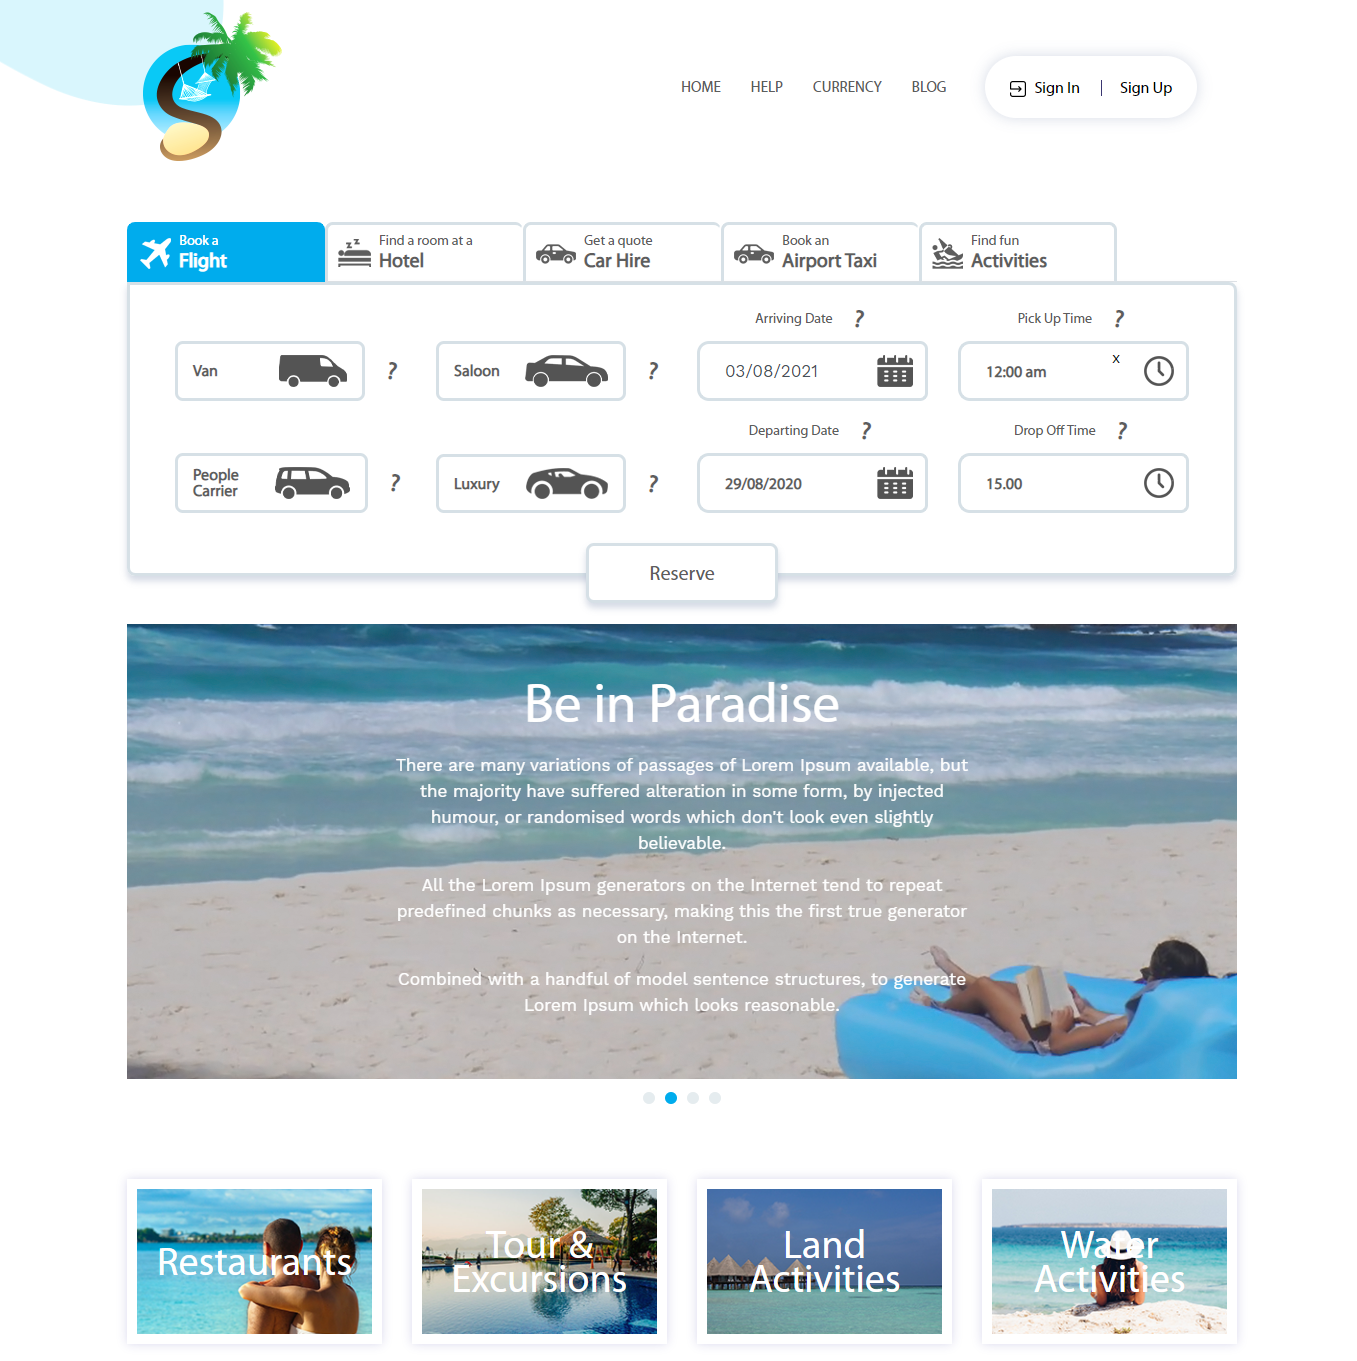 HOME HELP CURRENCY BLOG Sign In | Sign Up
Book a
Flight
Find a room at a
Hotel
Get a quote
Car Hire
Book an
Airport Taxi
Find fun
Activities
Arriving Date ? Pick Up Time ?
Van ? Saloon ? 03/08/2021 12:00 am x
Departing Date ? Drop Off Time ?
People
Carrier ? Luxury ? 29/08/2020 15.00
Reserve
Be in Paradise
There are many variations of passages of Lorem Ipsum available, but
the majority have suffered alteration in some form, by injected
humour, or randomised words which don't look even slightly
believable.
All the Lorem Ipsum generators on the Internet tend to repeat
predefined chunks as necessary, making this the first true generator
on the Internet.
Combined with a handful of model sentence structures, to generate
Lorem Ipsum which looks reasonable.
Restaurants
Tour &
Excursions
Land
Activities
Water
Activities